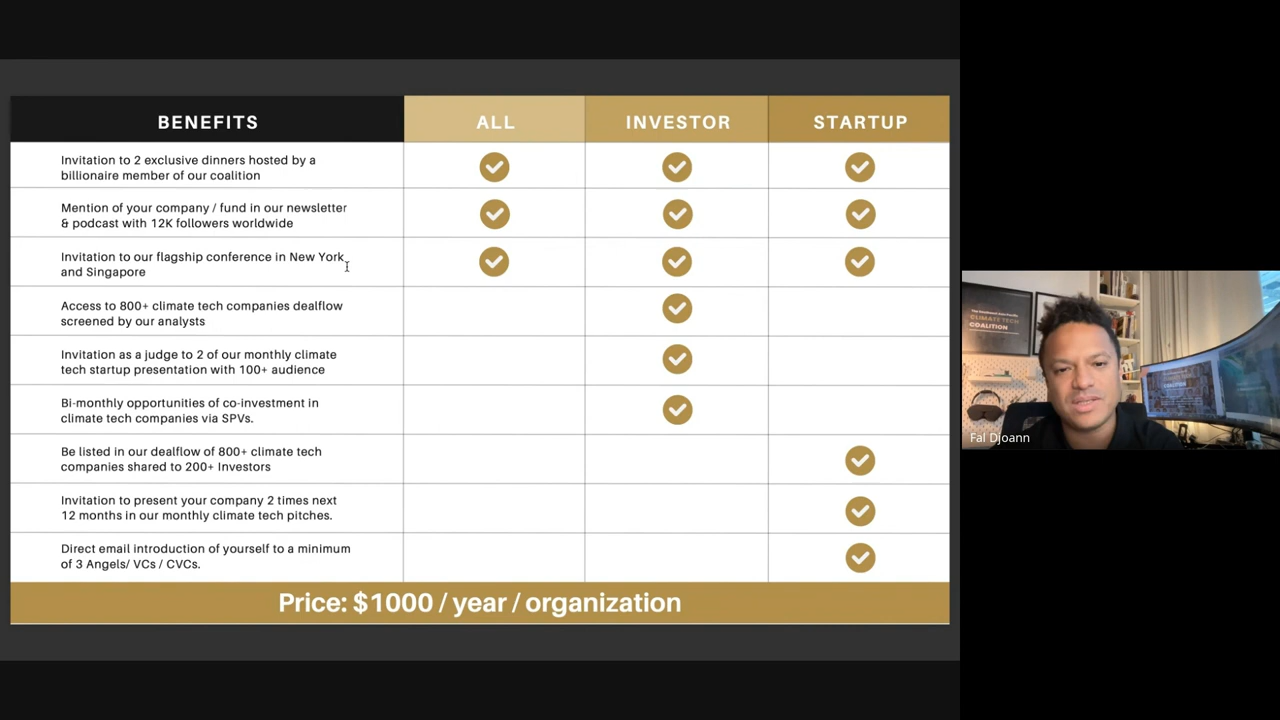 BENEFITS
ALL
INVESTOR
STARTUP
Invitation to 2 exclusive dinners hosted by a
billionaire member of our coalition
Mention of your company / fund in our newsletter
& podcast with 12K followers worldwide
Invitation to our flagship conference in New York
and Singapore
Access to 800+ climate tech companies dealflow
screened by our analysts
Invitation as a judge to 2 of our monthly climate
tech startup presentation with 100+ audience
Bi-monthly opportunities of co-investment in
climate tech companies via SPVs.
Be listed in our dealflow of 800+ climate tech
companies shared to 200+ Investors
Invitation to present your company 2 times next
12 months in our monthly climate tech pitches.
Direct email introduction of yourself to a minimum
of 3 Angels/ VCs / CVCs.
Price: $1000 / year / organization
CLIMATE TECH
COALITION
Fal Djoann